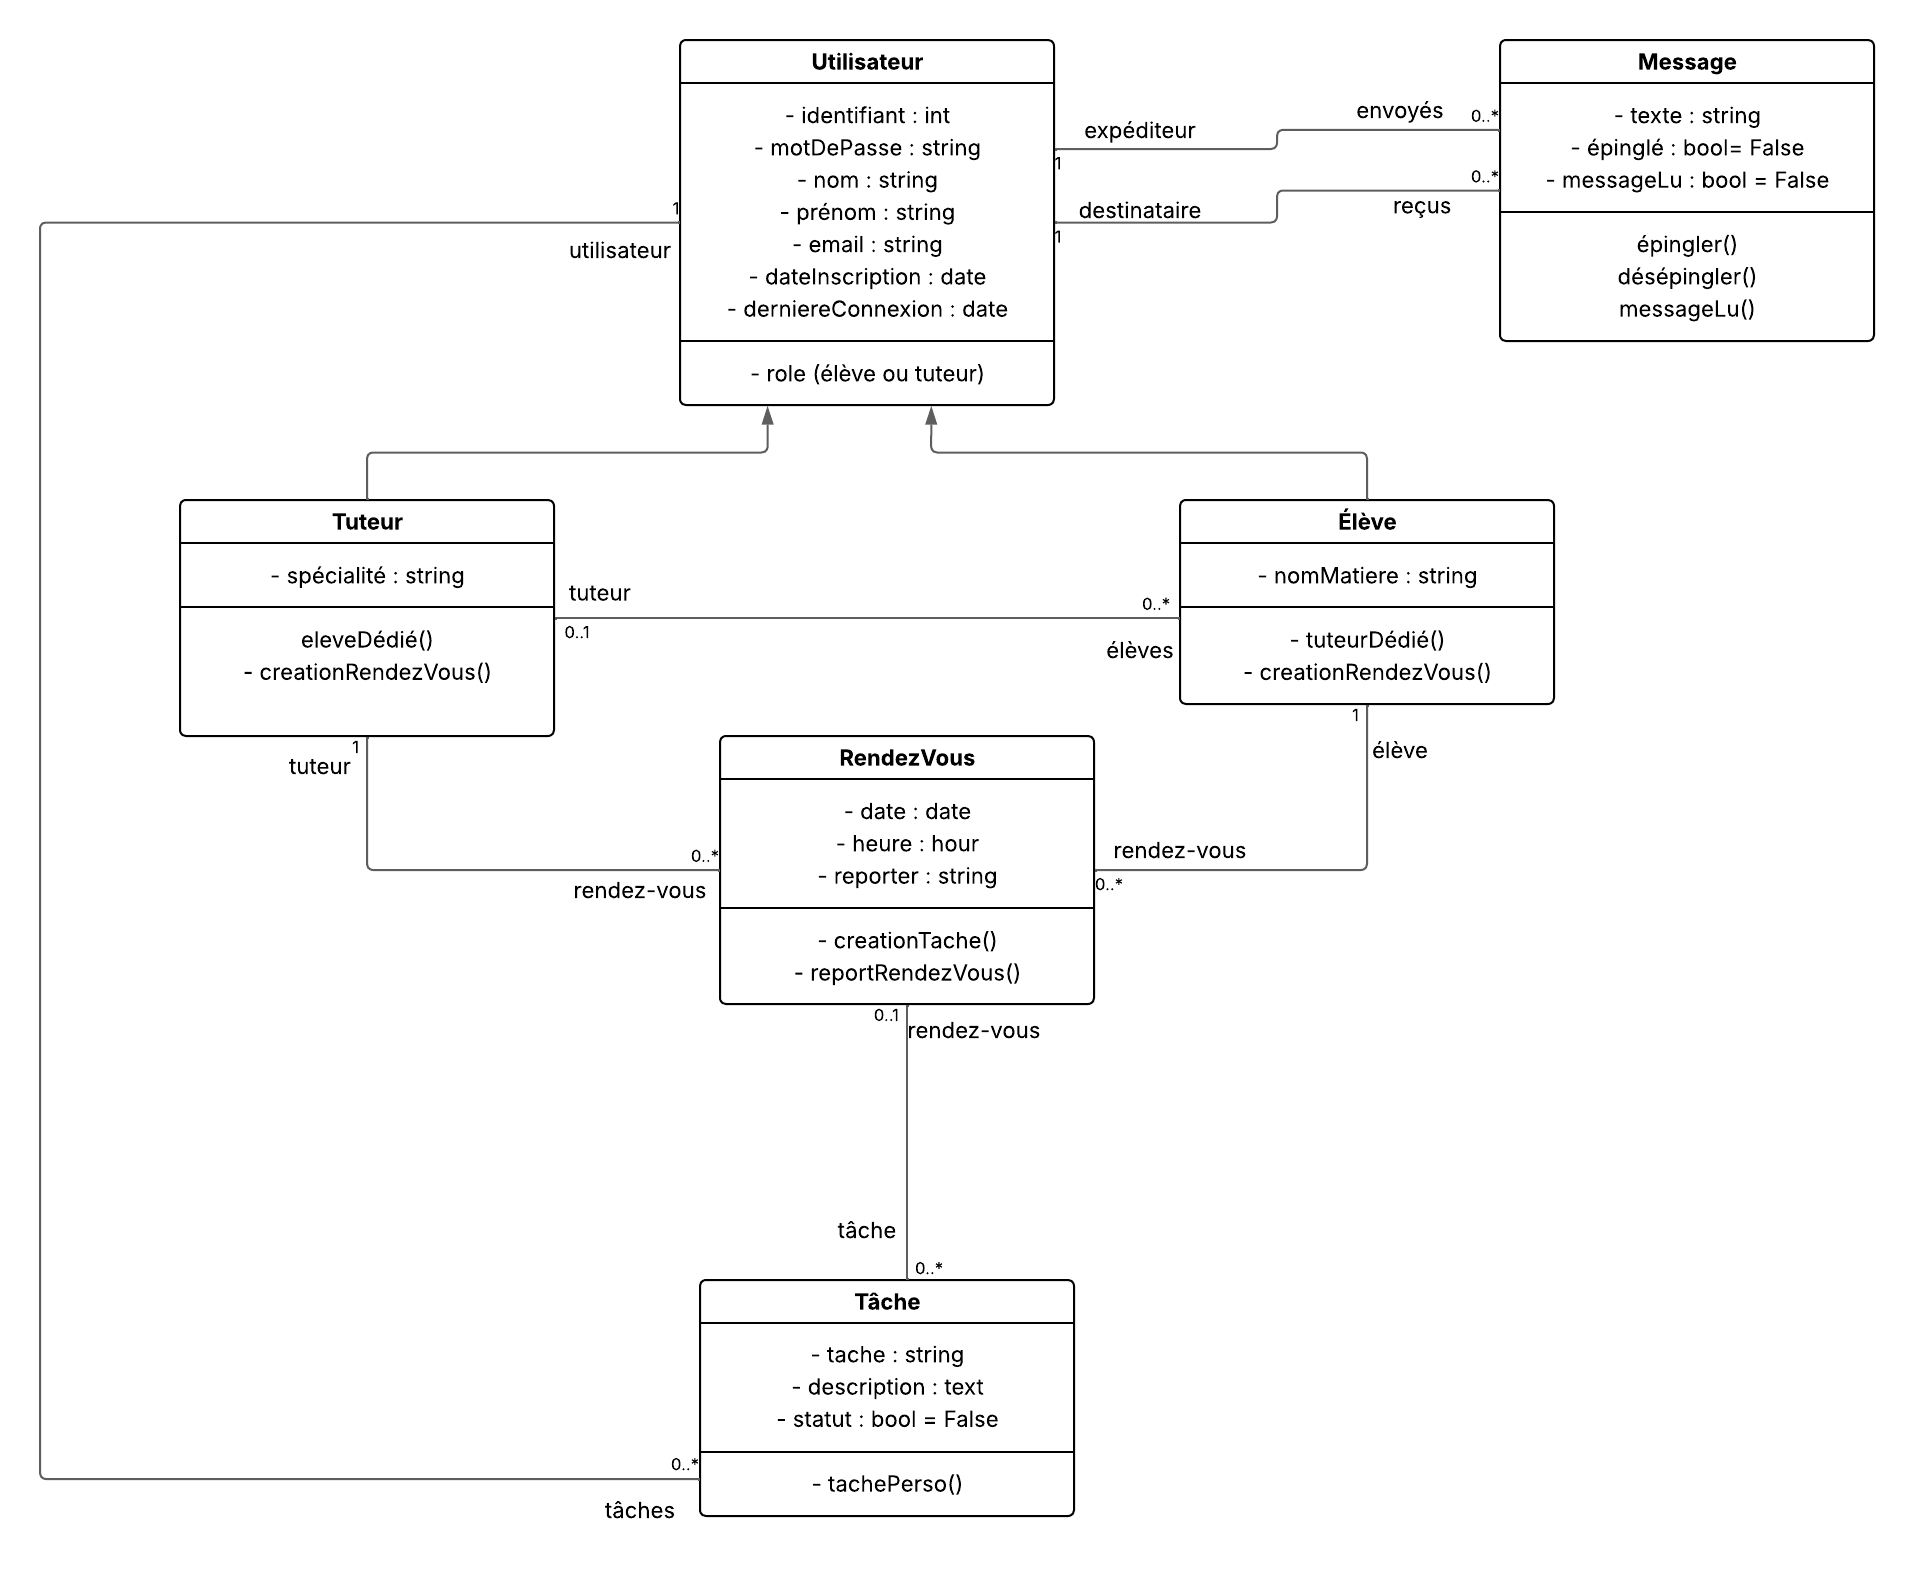 Utilisateur
- identifiant : int
- motDePasse : string
- nom : string
- prénom : string
- email : string
- dateInscription : date
- derniereConnexion : date
- role (élève ou tuteur)
expéditeur
1
envoyés
0..*
destinataire
1
0..*
reçus
Message
- texte : string
- épinglé : bool= False
- messageLu : bool = False
épingler()
désépingler()
messageLu()
1
utilisateur
Tuteur
- spécialité : string
eleveDédié()
- creationRendezVous()
tuteur
0..1
0..*
élèves
Élève
- nomMatiere : string
- tuteurDédié()
- creationRendezVous()
1
tuteur
0..*
rendez-vous
RendezVous
- date : date
- heure : hour
- reporter : string
- creationTache()
- reportRendezVous()
1
élève
rendez-vous
0..*
0..1
rendez-vous
tâche
0..*
Tâche
- tache : string
- description : text
- statut : bool = False
- tachePerso()
0..*
tâches